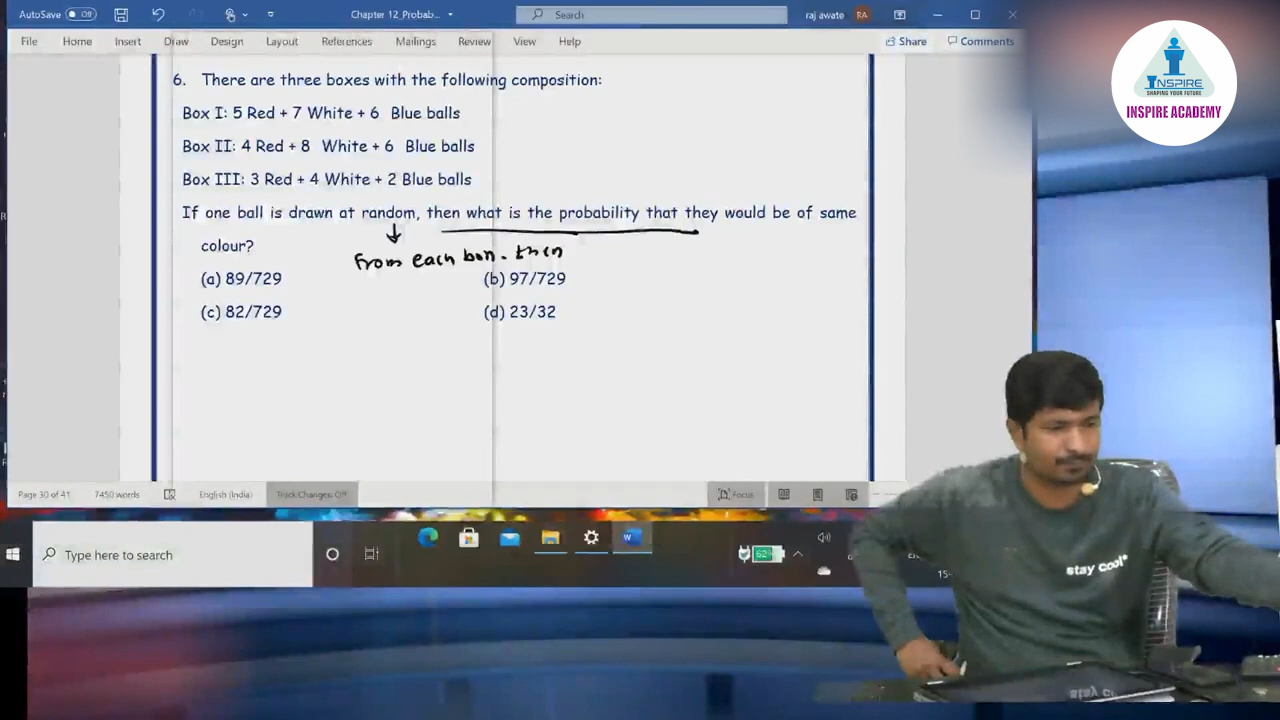 AutoSave Off Chapter 12_Probab... Search raj awate RA
File Home Insert Draw Design Layout References Mailings Review View Help Share Comments
INSPIRE
SHAPING YOUR FUTURE
INSPIRE ACADEMY
6. There are three boxes with the following composition:
Box I: 5 Red + 7 White + 6 Blue balls
Box II: 4 Red + 8 White + 6 Blue balls
Box III: 3 Red + 4 White + 2 Blue balls
If one ball is drawn at random, then what is the probability that they would be of same
colour?
From each box. then
(a) 89/729 (b) 97/729
(c) 82/729 (d) 23/32
Page 30 of 41 7450 words English (India) Track Changes: Off Focus
Type here to search 62%
stay cool*